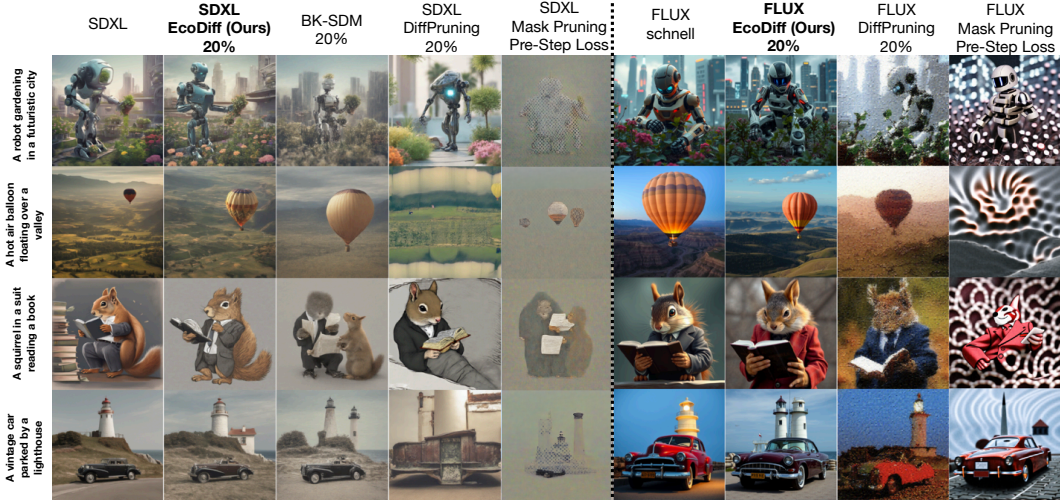 SDXL
SDXL
EcoDiff (Ours)
20%
BK-SDM
20%
SDXL
DiffPruning
20%
SDXL
Mask Pruning
Pre-Step Loss
FLUX
schnell
FLUX
EcoDiff (Ours)
20%
FLUX
DiffPruning
20%
FLUX
Mask Pruning
Pre-Step Loss
A robot gardening
in a futuristic city
A hot air balloon
floating over a
valley
A squirrel in a suit
reading a book
A vintage car
parked by a
lighthouse